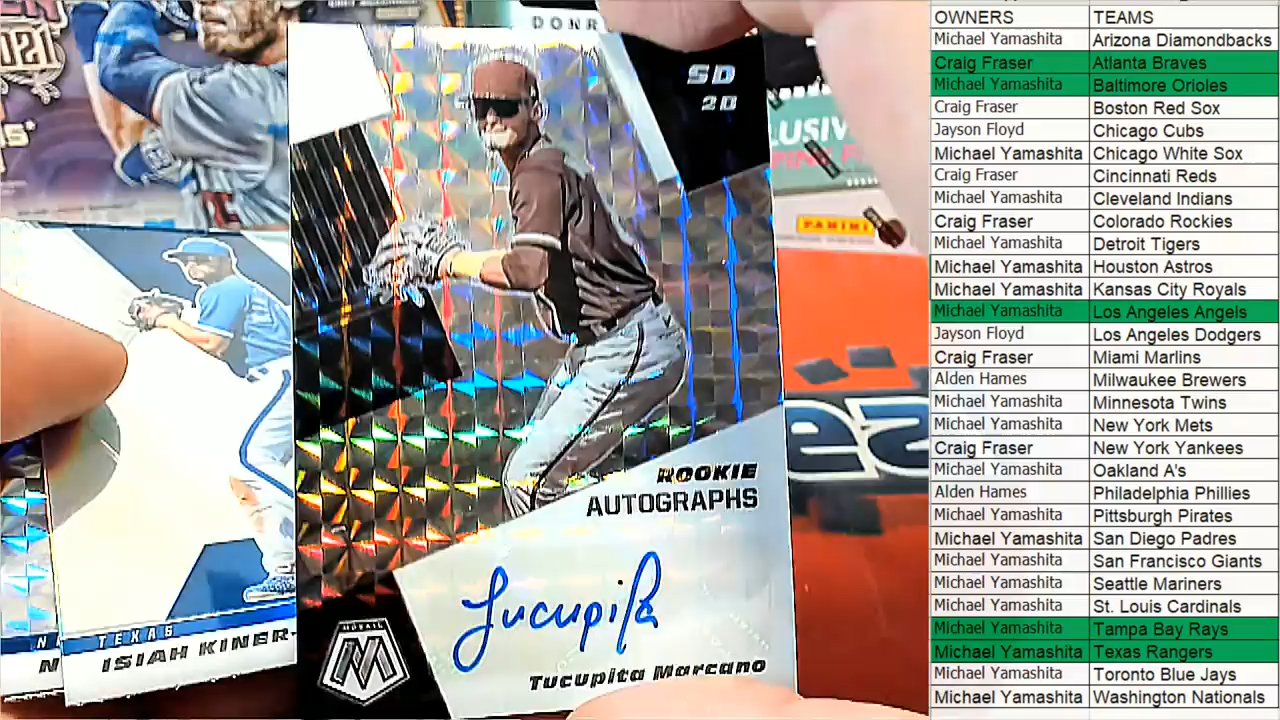 2021
DONR
SD
2B
LUSIV
PANINI
ROOKIE
AUTOGRAPHS
Tucupita
MOSAIC
M
Tucupita Marcano
TEXAS
ISIAH KINER-
N
OWNERS TEAMS
Michael Yamashita Arizona Diamondbacks
Craig Fraser Atlanta Braves
Michael Yamashita Baltimore Orioles
Craig Fraser Boston Red Sox
Jayson Floyd Chicago Cubs
Michael Yamashita Chicago White Sox
Craig Fraser Cincinnati Reds
Michael Yamashita Cleveland Indians
Craig Fraser Colorado Rockies
Michael Yamashita Detroit Tigers
Michael Yamashita Houston Astros
Michael Yamashita Kansas City Royals
Michael Yamashita Los Angeles Angels
Jayson Floyd Los Angeles Dodgers
Craig Fraser Miami Marlins
Alden Hames Milwaukee Brewers
Michael Yamashita Minnesota Twins
Michael Yamashita New York Mets
Craig Fraser New York Yankees
Michael Yamashita Oakland A's
Alden Hames Philadelphia Phillies
Michael Yamashita Pittsburgh Pirates
Michael Yamashita San Diego Padres
Michael Yamashita San Francisco Giants
Michael Yamashita Seattle Mariners
Michael Yamashita St. Louis Cardinals
Michael Yamashita Tampa Bay Rays
Michael Yamashita Texas Rangers
Michael Yamashita Toronto Blue Jays
Michael Yamashita Washington Nationals